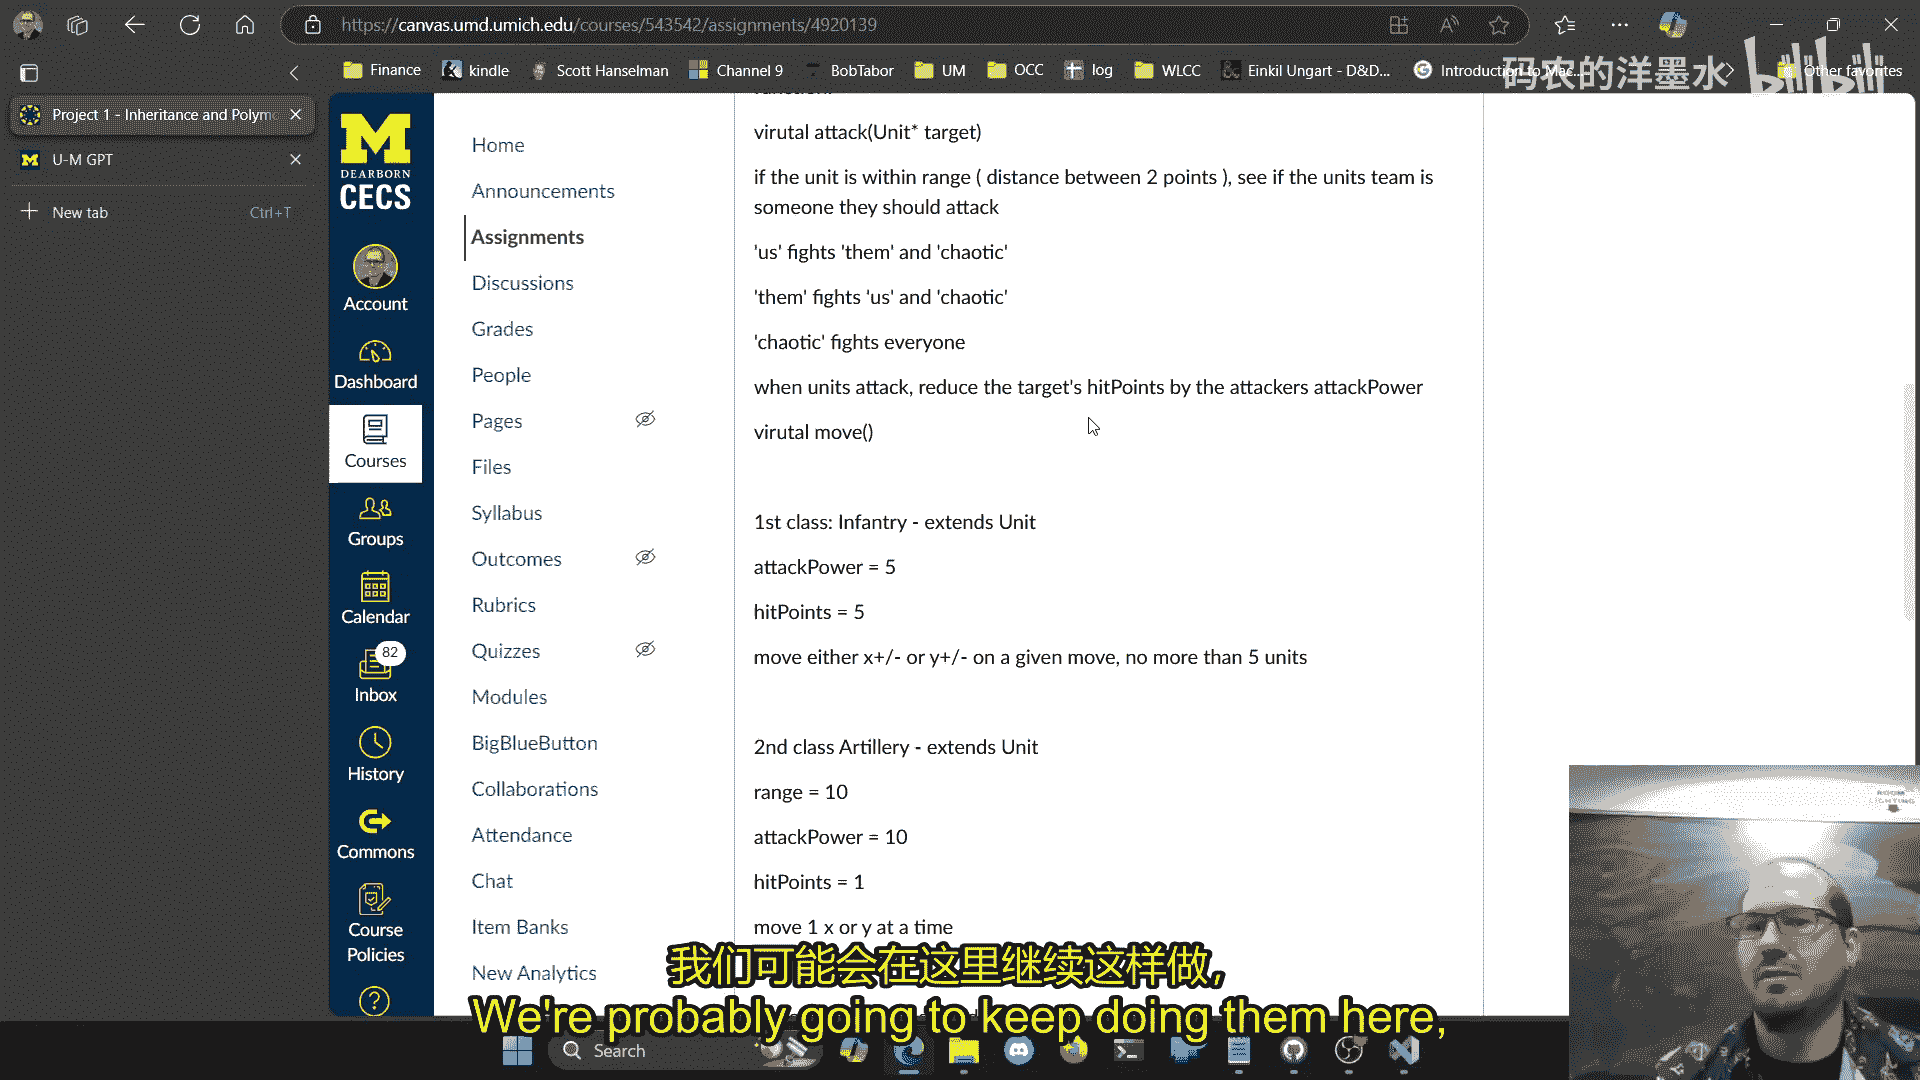 https://canvas.umd.umich.edu/courses/543542/assignments/4920139
Finance
kindle
Scott Hanselman
Channel 9
BobTabor
UM
OCC
log
WLCC
Einkil Ungart - D&D...
Introduction to Mac...
Other favorites
码农的洋墨水
bilibili
Project 1 - Inheritance and Polymo
U-M GPT
New tab
Ctrl+T
M
DEARBORN
CECS
Account
Dashboard
Courses
Groups
Calendar
82
Inbox
History
Commons
Course
Policies
Home
Announcements
Assignments
Discussions
Grades
People
Pages
Files
Syllabus
Outcomes
Rubrics
Quizzes
Modules
BigBlueButton
Collaborations
Attendance
Chat
Item Banks
New Analytics
function:
virutal attack(Unit* target)
if the unit is within range ( distance between 2 points ), see if the units team is
someone they should attack
'us' fights 'them' and 'chaotic'
'them' fights 'us' and 'chaotic'
'chaotic' fights everyone
when units attack, reduce the target's hitPoints by the attackers attackPower
virutal move()
1st class: Infantry - extends Unit
attackPower = 5
hitPoints = 5
move either x+/- or y+/- on a given move, no more than 5 units
2nd class Artillery - extends Unit
range = 10
attackPower = 10
hitPoints = 1
move 1 x or y at a time
我们可能会在这里继续这样做，
We're probably going to keep doing them here,
Search